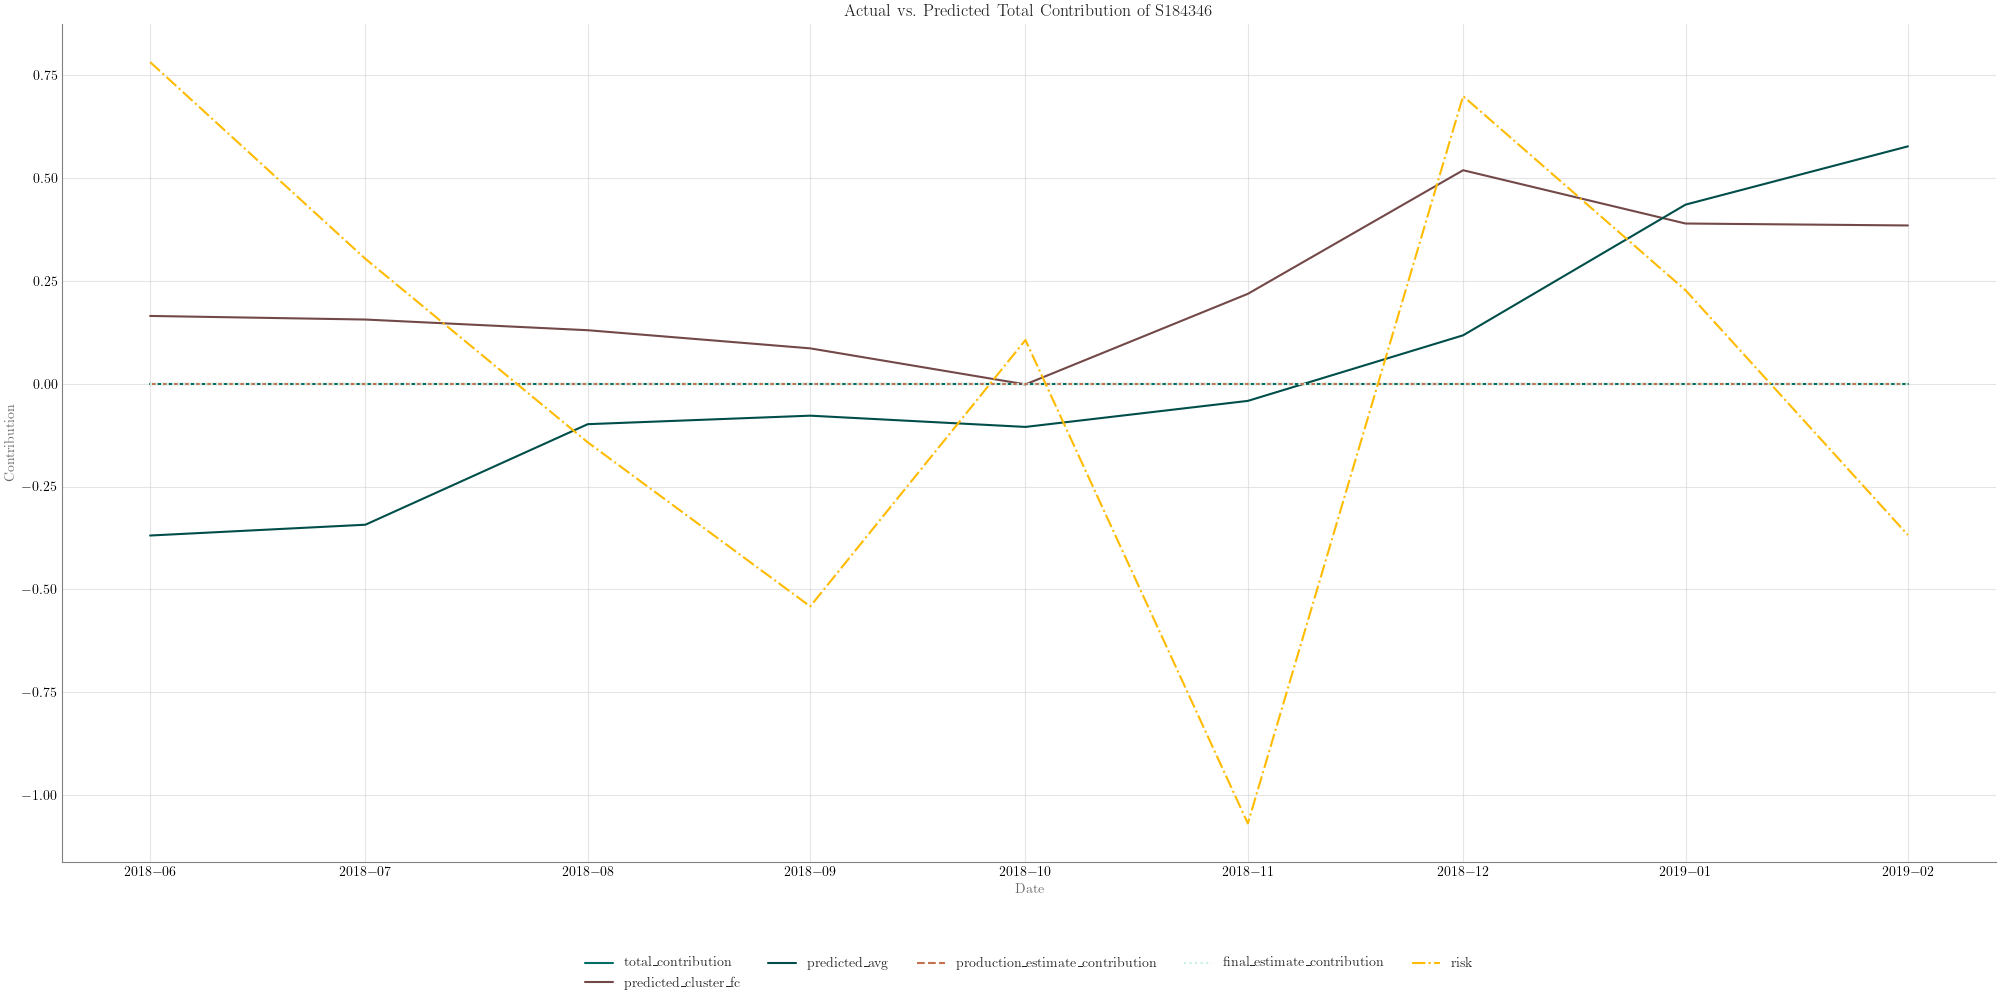 Actual vs. Predicted Total Contribution of S184346
0.75
0.50
0.25
0.00
−0.25
−0.50
−0.75
−1.00
Contribution
2018−06 2018−07 2018−08 2018−09 2018−10 2018−11 2018−12 2019−01 2019−02
Date
total_contribution predicted_avg production_estimate_contribution final_estimate_contribution risk
predicted_cluster_fc